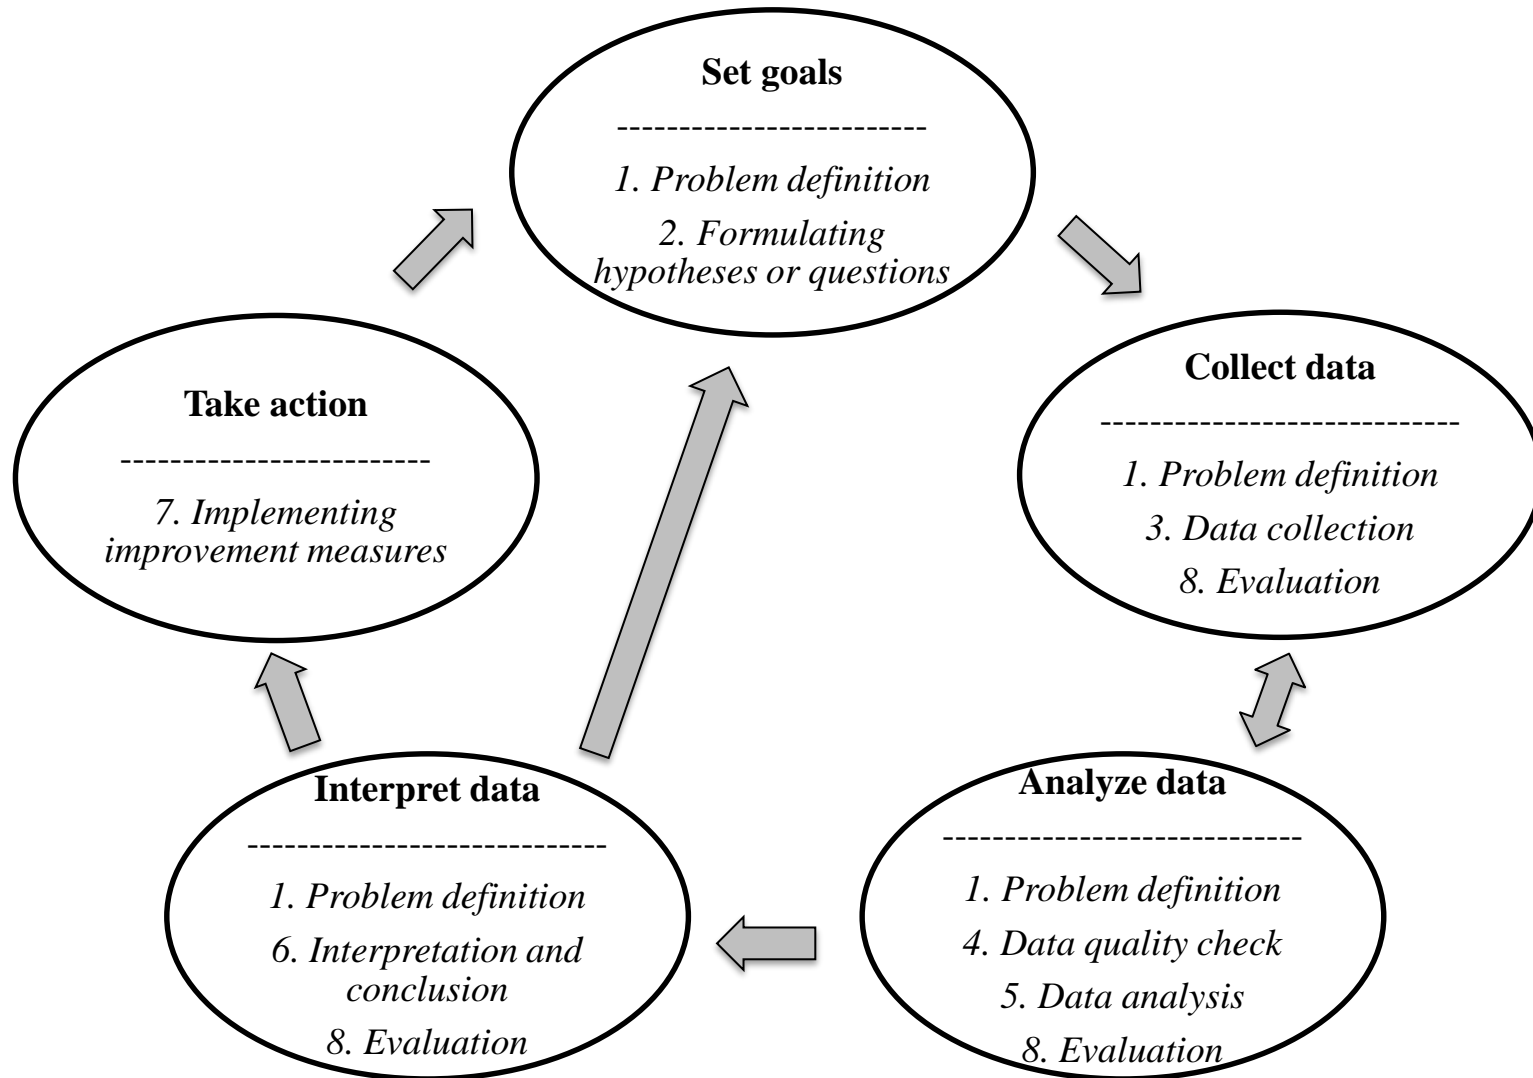 Set goals
-------------------------
1. Problem definition
2. Formulating
hypotheses or questions
Collect data
-----------------------------
1. Problem definition
3. Data collection
8. Evaluation
Analyze data
-----------------------------
1. Problem definition
4. Data quality check
5. Data analysis
8. Evaluation
Interpret data
-----------------------------
1. Problem definition
6. Interpretation and
conclusion
8. Evaluation
Take action
-------------------------
7. Implementing
improvement measures